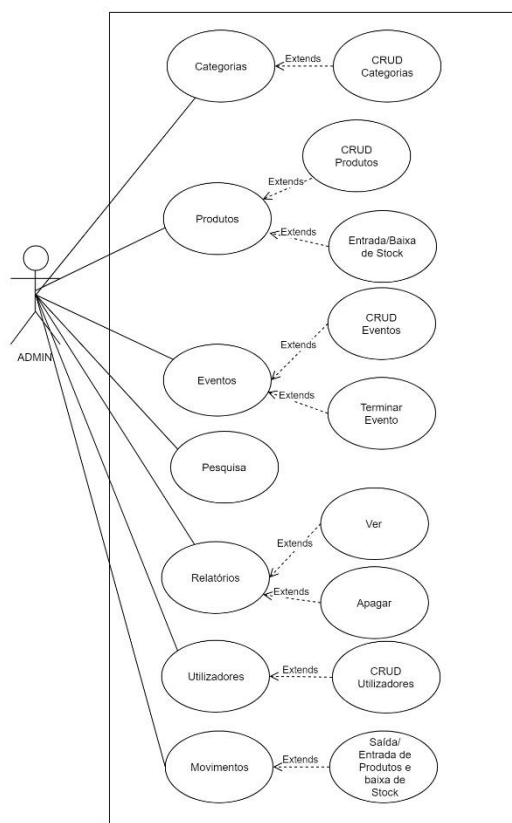 Categorias
Extends
CRUD
Categorias
CRUD
Produtos
Extends
Produtos
Extends
Entrada/Baixa
de Stock
ADMIN
CRUD
Eventos
Extends
Eventos
Extends
Terminar
Evento
Pesquisa
Ver
Extends
Relatórios
Extends
Apagar
Utilizadores
Extends
CRUD
Utilizadores
Movimentos
Extends
Saída/
Entrada de
Produtos e
baixa de
Stock